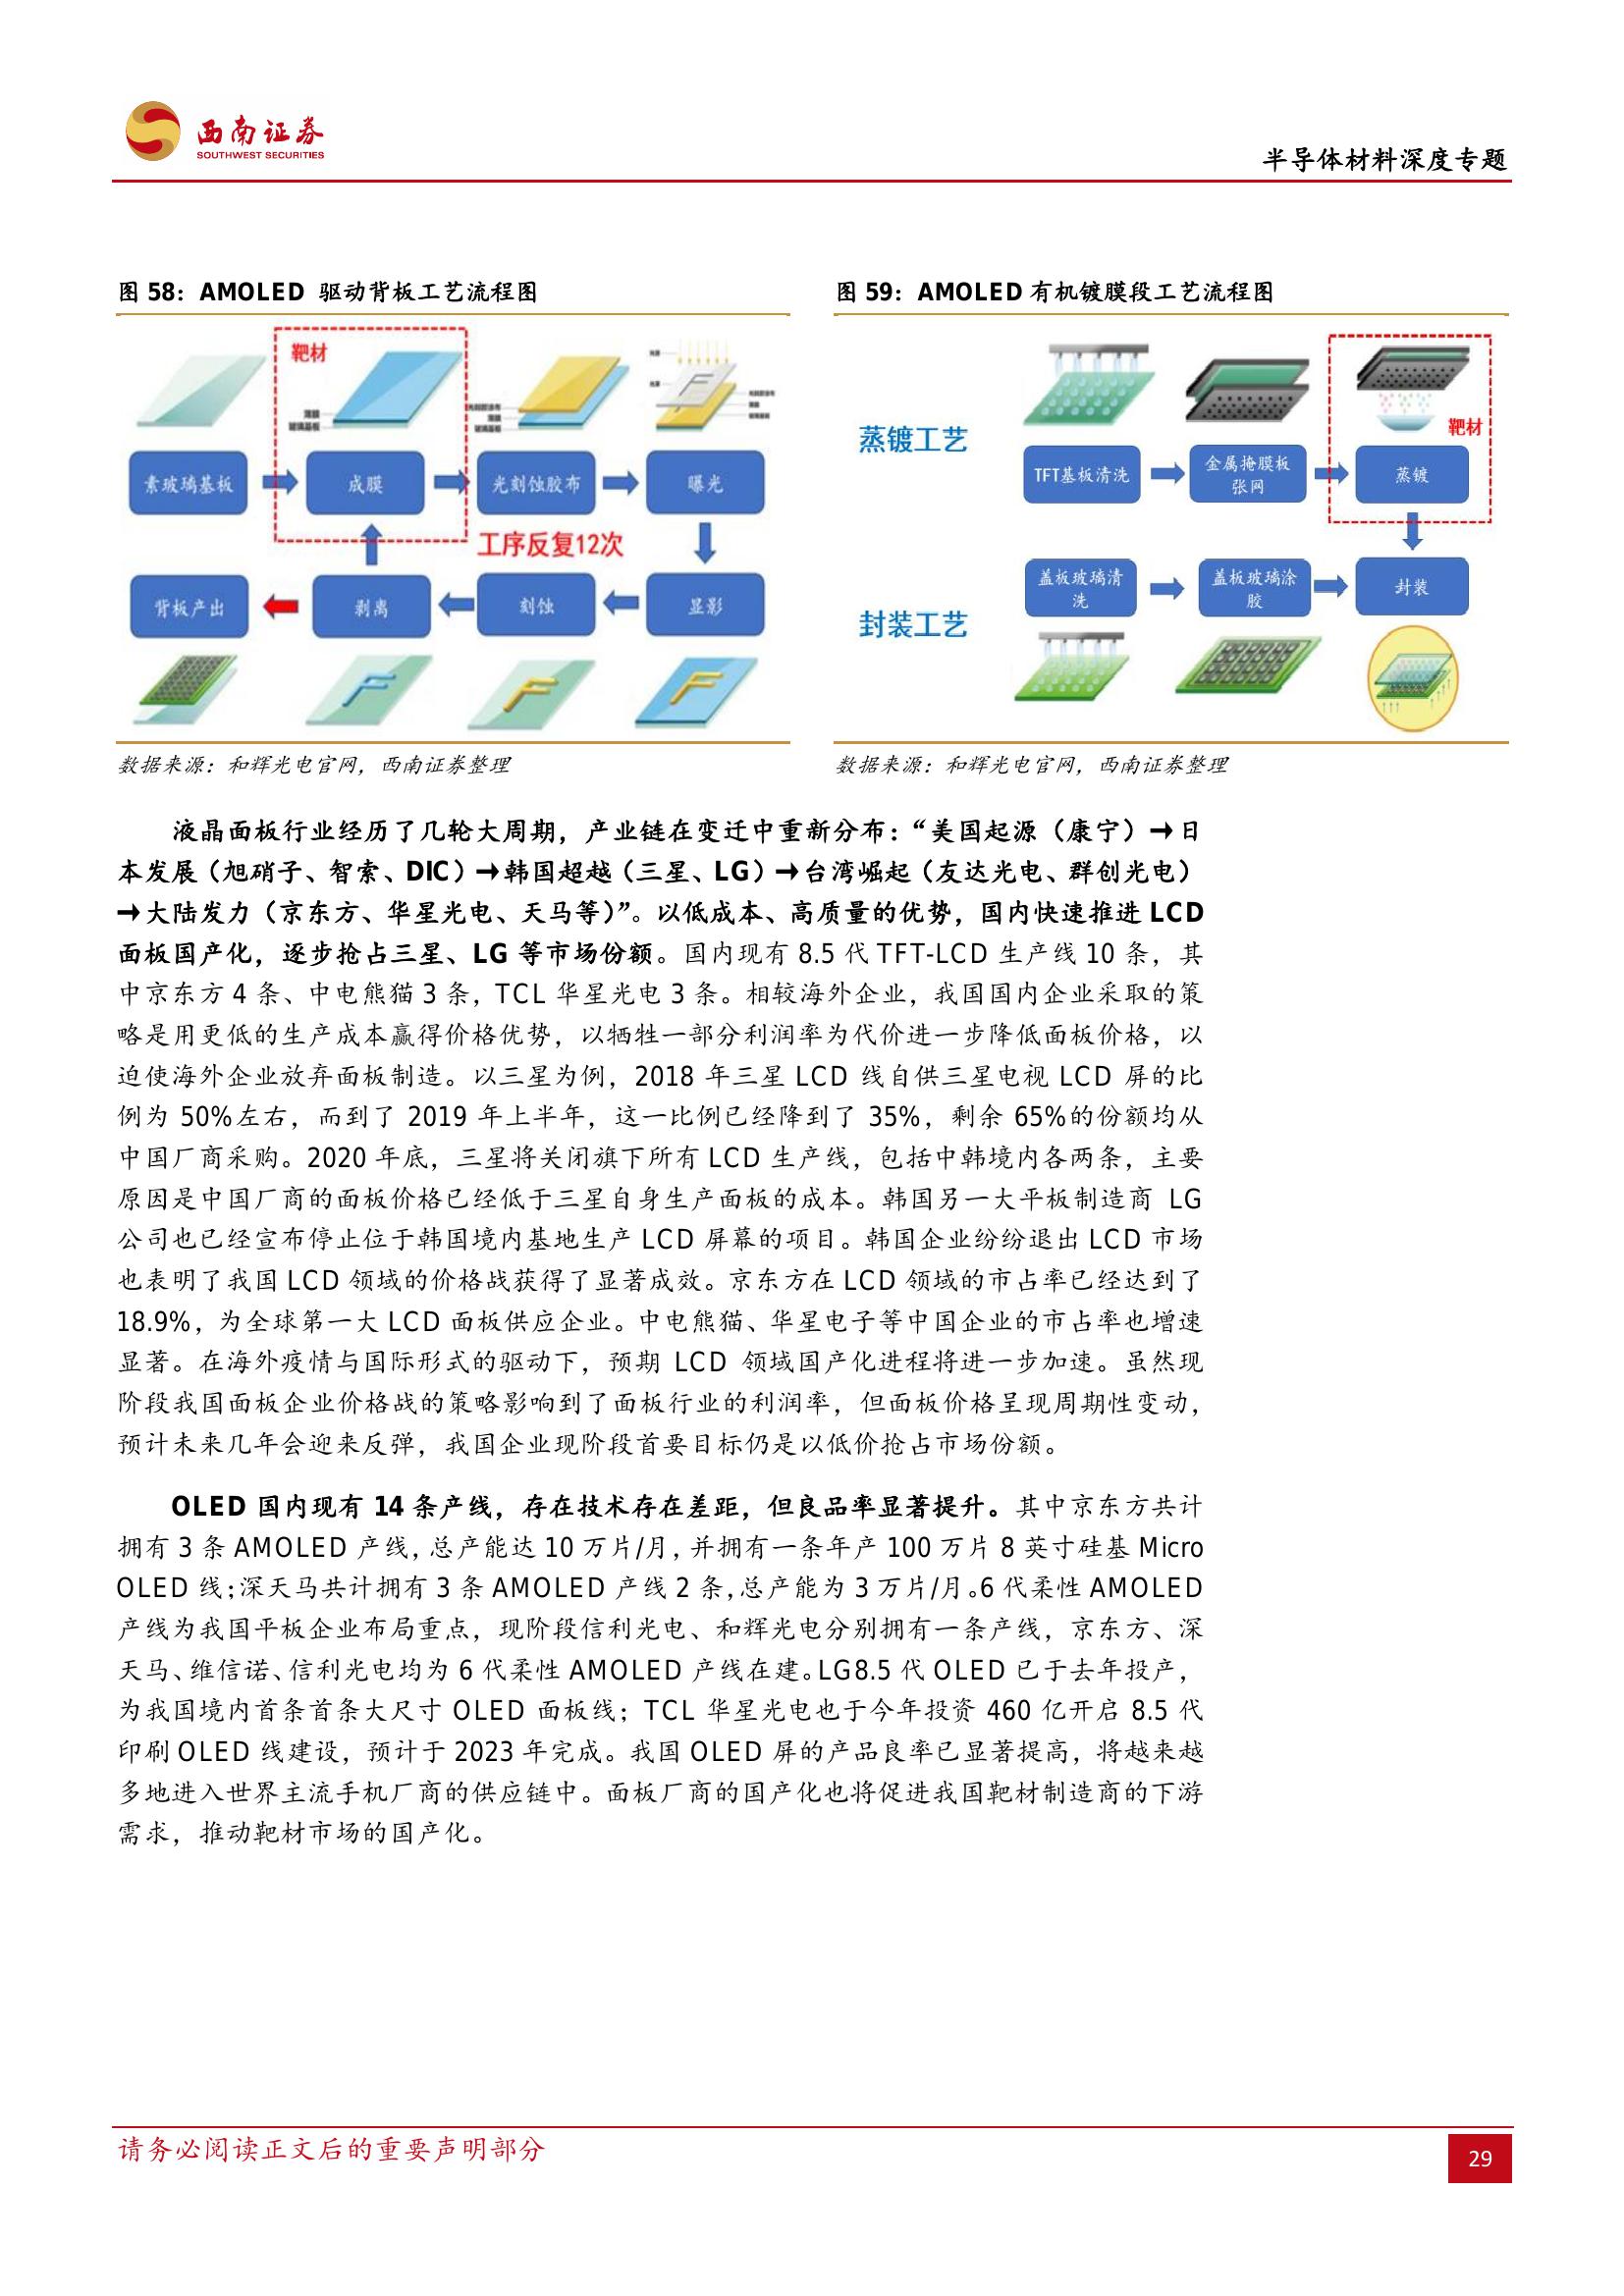 西南证券
SOUTHWEST SECURITIES
半导体材料深度专题
图 58：AMOLED 驱动背板工艺流程图
靶材
薄膜
玻璃基板
薄膜
玻璃基板
素玻璃基板
成膜
光刻蚀胶布
曝光
工序反复12次
背板产出
剥离
刻蚀
显影
数据来源：和辉光电官网，西南证券整理
图 59：AMOLED 有机镀膜段工艺流程图
靶材
蒸镀工艺
TFT基板清洗
金属掩膜板
张网
蒸镀
封装工艺
盖板玻璃清
洗
盖板玻璃涂
胶
封装
数据来源：和辉光电官网，西南证券整理
液晶面板行业经历了几轮大周期，产业链在变迁中重新分布：“美国起源（康宁）→日
本发展（旭硝子、智索、DIC）→韩国超越（三星、LG）→台湾崛起（友达光电、群创光电）
→大陆发力（京东方、华星光电、天马等）”。以低成本、高质量的优势，国内快速推进 LCD
面板国产化，逐步抢占三星、LG 等市场份额。国内现有 8.5 代 TFT-LCD 生产线 10 条，其
中京东方 4 条、中电熊猫 3 条，TCL 华星光电 3 条。相较海外企业，我国国内企业采取的策
略是用更低的生产成本赢得价格优势，以牺牲一部分利润率为代价进一步降低面板价格，以
迫使海外企业放弃面板制造。以三星为例，2018 年三星 LCD 线自供三星电视 LCD 屏的比
例为 50%左右，而到了 2019 年上半年，这一比例已经降到了 35%，剩余 65%的份额均从
中国厂商采购。2020 年底，三星将关闭旗下所有 LCD 生产线，包括中韩境内各两条，主要
原因是中国厂商的面板价格已经低于三星自身生产面板的成本。韩国另一大平板制造商 LG
公司也已经宣布停止位于韩国境内基地生产 LCD 屏幕的项目。韩国企业纷纷退出 LCD 市场
也表明了我国 LCD 领域的价格战获得了显著成效。京东方在 LCD 领域的市占率已经达到了
18.9%，为全球第一大 LCD 面板供应企业。中电熊猫、华星电子等中国企业的市占率也增速
显著。在海外疫情与国际形式的驱动下，预期 LCD 领域国产化进程将进一步加速。虽然现
阶段我国面板企业价格战的策略影响到了面板行业的利润率，但面板价格呈现周期性变动，
预计未来几年会迎来反弹，我国企业现阶段首要目标仍是以低价抢占市场份额。
OLED 国内现有 14 条产线，存在技术存在差距，但良品率显著提升。其中京东方共计
拥有 3 条 AMOLED 产线，总产能达 10 万片/月，并拥有一条年产 100 万片 8 英寸硅基 Micro
OLED 线；深天马共计拥有 3 条 AMOLED 产线 2 条，总产能为 3 万片/月。6 代柔性 AMOLED
产线为我国平板企业布局重点，现阶段信利光电、和辉光电分别拥有一条产线，京东方、深
天马、维信诺、信利光电均为 6 代柔性 AMOLED 产线在建。LG8.5 代 OLED 已于去年投产，
为我国境内首条首条大尺寸 OLED 面板线；TCL 华星光电也于今年投资 460 亿开启 8.5 代
印刷 OLED 线建设，预计于 2023 年完成。我国 OLED 屏的产品良率已显著提高，将越来越
多地进入世界主流手机厂商的供应链中。面板厂商的国产化也将促进我国靶材制造商的下游
需求，推动靶材市场的国产化。
请务必阅读正文后的重要声明部分
29